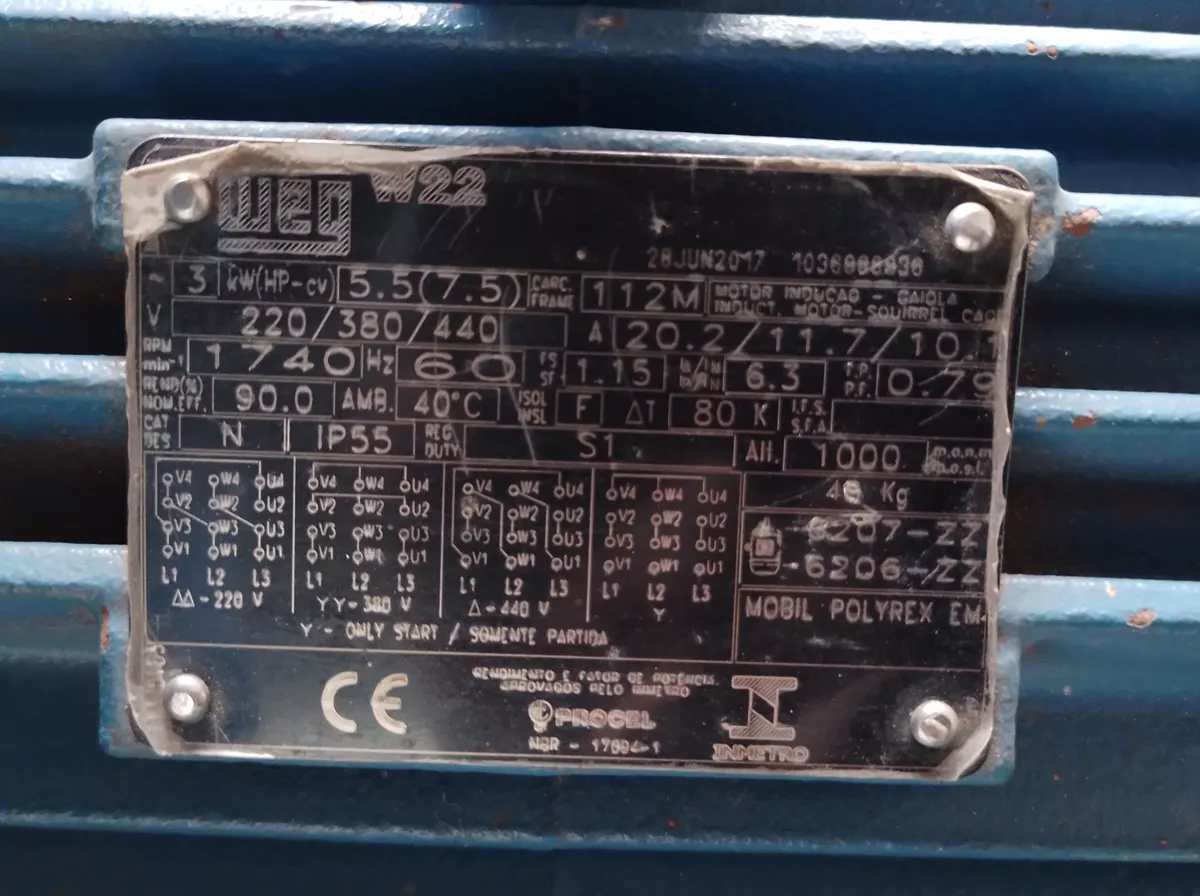 WEG W22
28JUN2017
~ 3 kW(HP-cv) 5.5(7.5) CARC. FRAME 112M MOTOR INDUCAO - GAIOLA
INDUCT. MOTOR-SQUIRREL CAG
V 220/380/440 A 20.2/11.7/10.1
RPM min⁻¹ 1740 Hz 60 FS SF. 1.15 6.3 F.P. P.F. 0.79
REND(%) NOM.EFF. 90.0 AMB. 40°C ISOL INSL F ΔT 80 K I.F.S. S.F.A.
CAT DES N IP55 REG. DUTY S1 Alt. 1000 m.a.n.m
V4 W4 U4 V4 W4 U4 V4 W4 U4 V4 W4 U4 Kg
V2 W2 U2 V2 W2 U2 V2 W2 U2 V2 W2 U2 6207-ZZ
V3 W3 U3 V3 W3 U3 V3 W3 U3 V3 W3 U3
V1 W1 U1 V1 W1 U1 V1 W1 U1 V1 W1 U1 6206-ZZ
L1 L2 L3 L1 L2 L3 L1 L2 L3 L1 L2 L3
ΔΔ-220 V YY-380 V Δ-440 V Y MOBIL POLYREX EM
Y - ONLY START / SOMENTE PARTIDA
CE
RENDIMENTO E FATOR DE POTÊNCIA.
APROVADOS PELO INMETRO
PROCEL
NBR - 17094-1
INMETRO